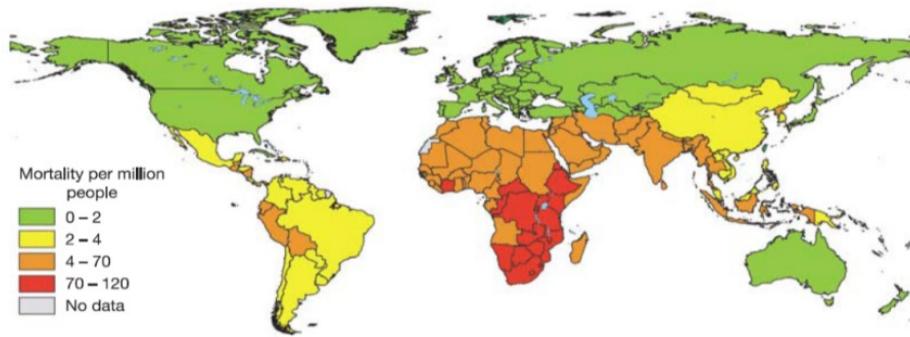 Mortality per million
people
0 – 2
2 – 4
4 – 70
70 – 120
No data